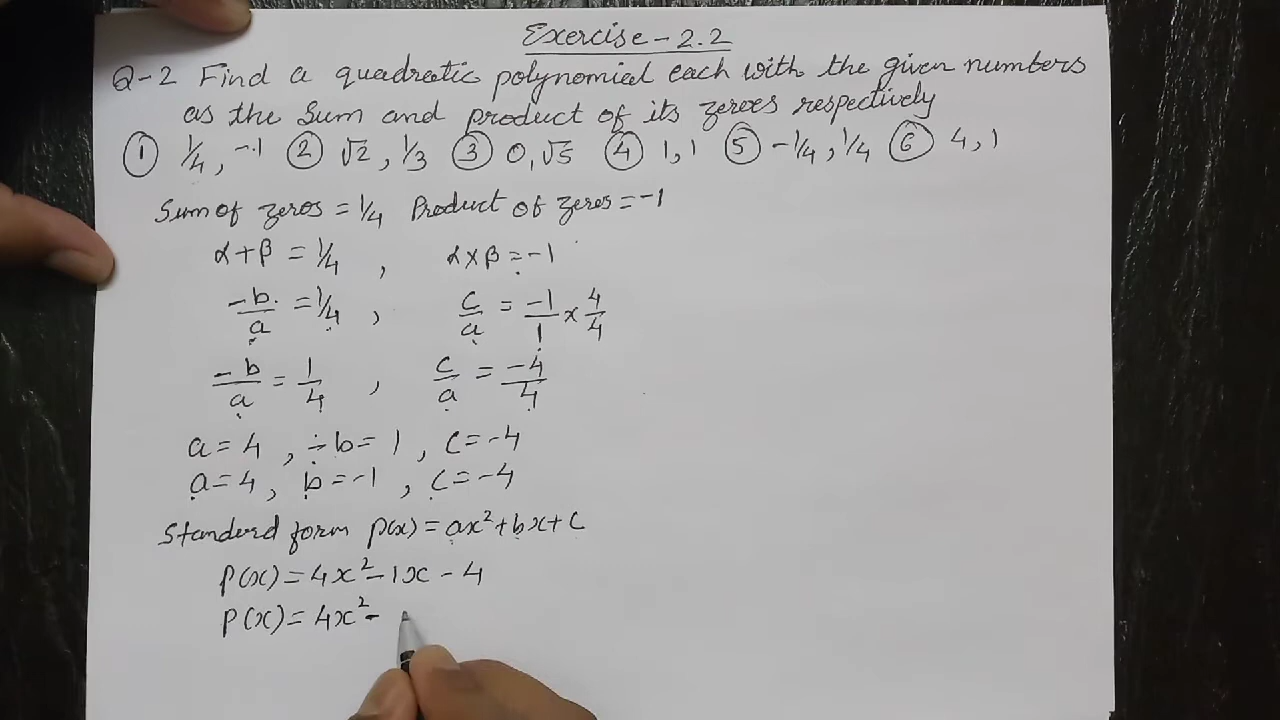 Exercise-2.2
Q-2 Find a quadratic polynomial each with the given numbers
as the sum and product of its zeroes respectively
① 1/4, -1 ② √2, 1/3 ③ 0, √5 ④ 1, 1 ⑤ -1/4, 1/4 ⑥ 4, 1
Sum of zeros = 1/4 Product of zeros = -1
α+β = 1/4 , α×β = -1
-b/a = 1/4 , c/a = -1/1 × 4/4
-b/a = 1/4 , c/a = -4/4
a = 4 , -b = 1 , c = -4
a = 4 , b = -1 , c = -4
Standerd form p(x) = ax²+bx+c
P(x) = 4x² - 1x - 4
P(x) = 4x² -